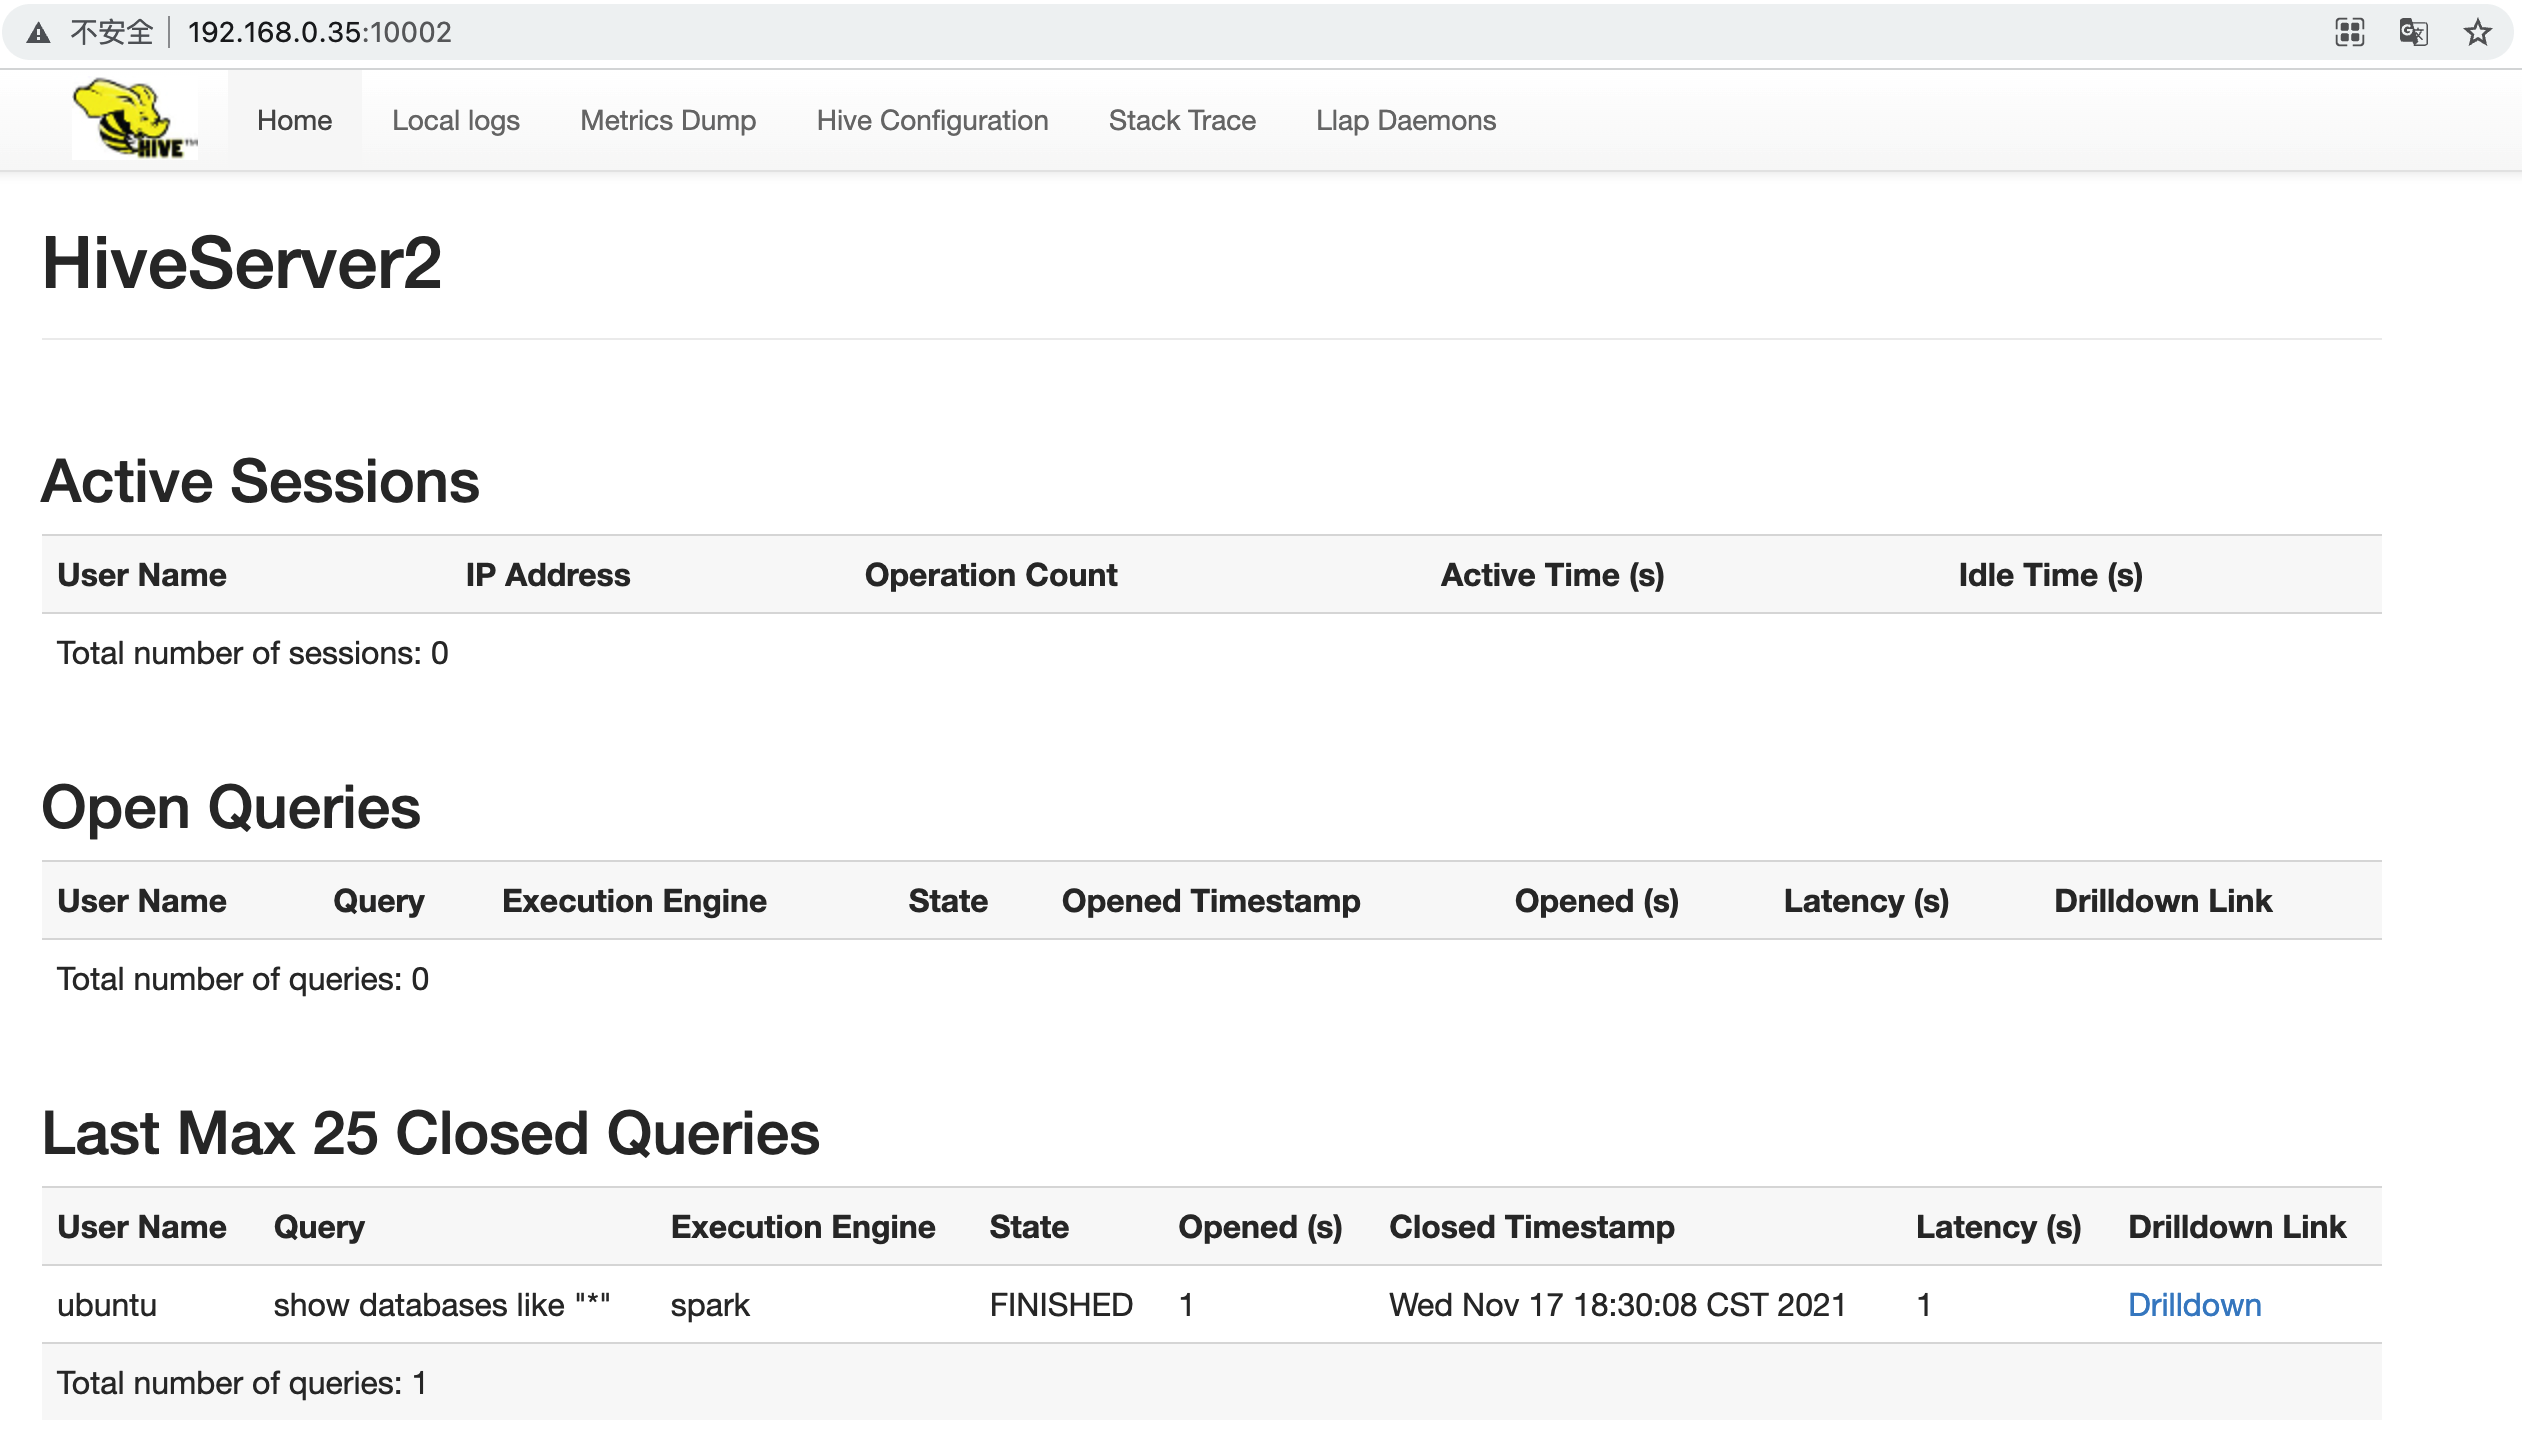 不安全 192.168.0.35:10002
HIVE™ Home Local logs Metrics Dump Hive Configuration Stack Trace Llap Daemons
HiveServer2
Active Sessions
User Name IP Address Operation Count Active Time (s) Idle Time (s)
Total number of sessions: 0
Open Queries
User Name Query Execution Engine State Opened Timestamp Opened (s) Latency (s) Drilldown Link
Total number of queries: 0
Last Max 25 Closed Queries
User Name Query Execution Engine State Opened (s) Closed Timestamp Latency (s) Drilldown Link
ubuntu show databases like "*" spark FINISHED 1 Wed Nov 17 18:30:08 CST 2021 1 Drilldown
Total number of queries: 1